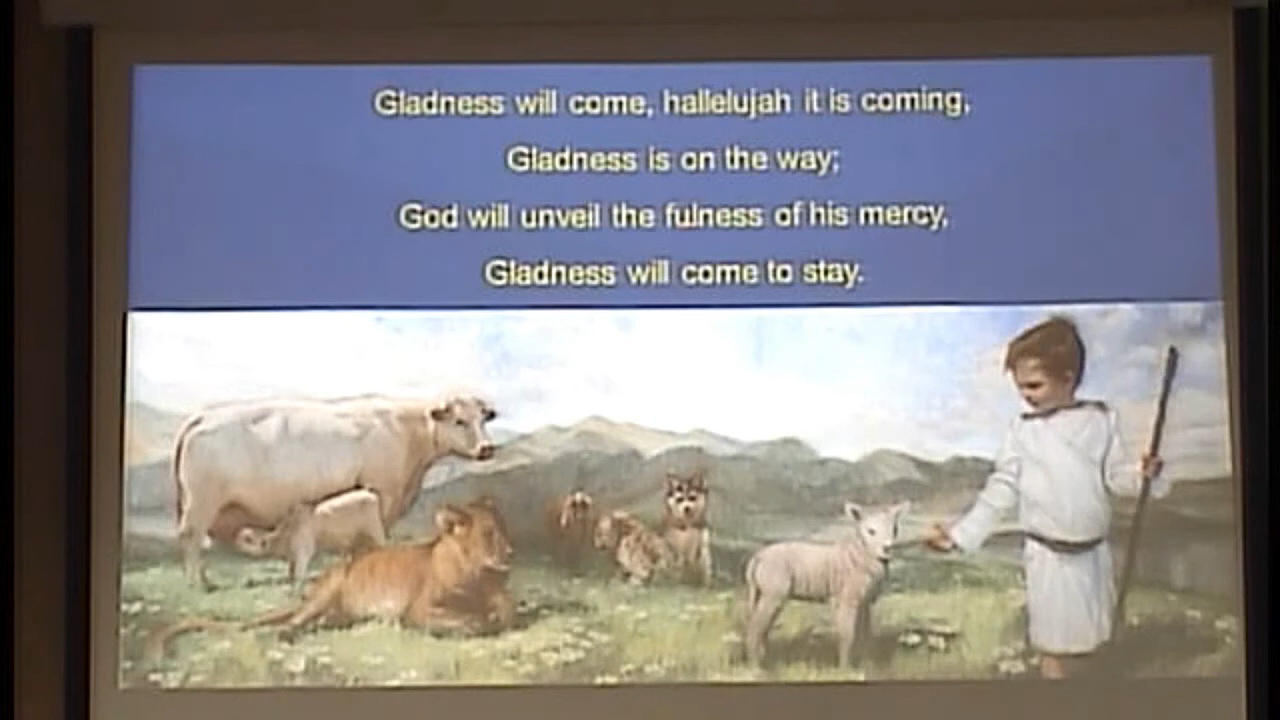 Gladness will come, hallelujah it is coming,
Gladness is on the way;
God will unveil the fulness of his mercy,
Gladness will come to stay.